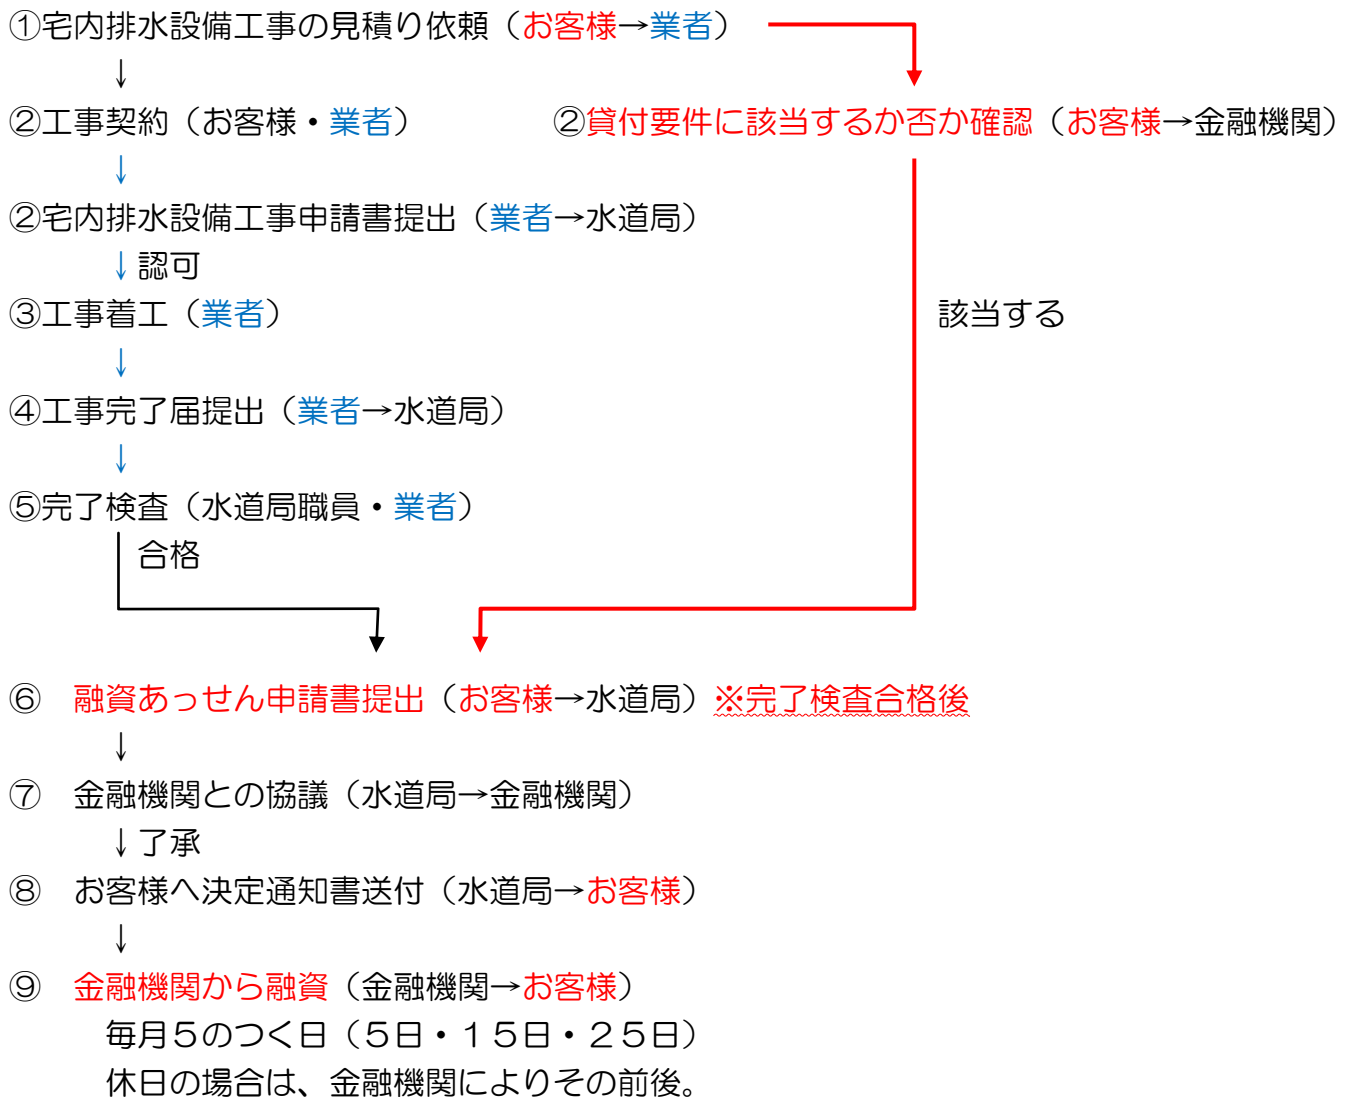 ①宅内排水設備工事の見積り依頼（お客様→業者）
↓
②工事契約（お客様・業者）　②貸付要件に該当するか否か確認（お客様→金融機関）
↓
②宅内排水設備工事申請書提出（業者→水道局）
↓認可
③工事着工（業者）　該当する
↓
④工事完了届提出（業者→水道局）
↓
⑤完了検査（水道局職員・業者）
合格
⑥　融資あっせん申請書提出（お客様→水道局）※完了検査合格後
↓
⑦　金融機関との協議（水道局→金融機関）
↓了承
⑧　お客様へ決定通知書送付（水道局→お客様）
↓
⑨　金融機関から融資（金融機関→お客様）
毎月５のつく日（５日・１５日・２５日）
休日の場合は、金融機関によりその前後。